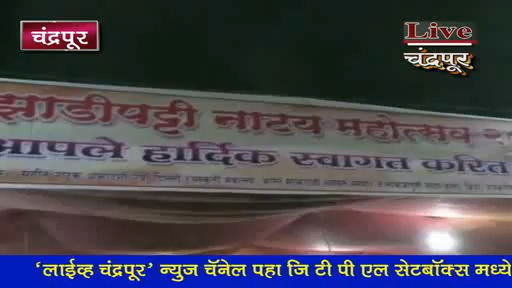 चंद्रपूर
Live
चंद्रपूर
झाडीपट्टी नाट्य महोत्सव
आपले हार्दिक स्वागत करित
'लाईव्ह चंद्रपूर' न्युज चॅनेल पहा जि टी पी एल सेटबॉक्स मध्ये